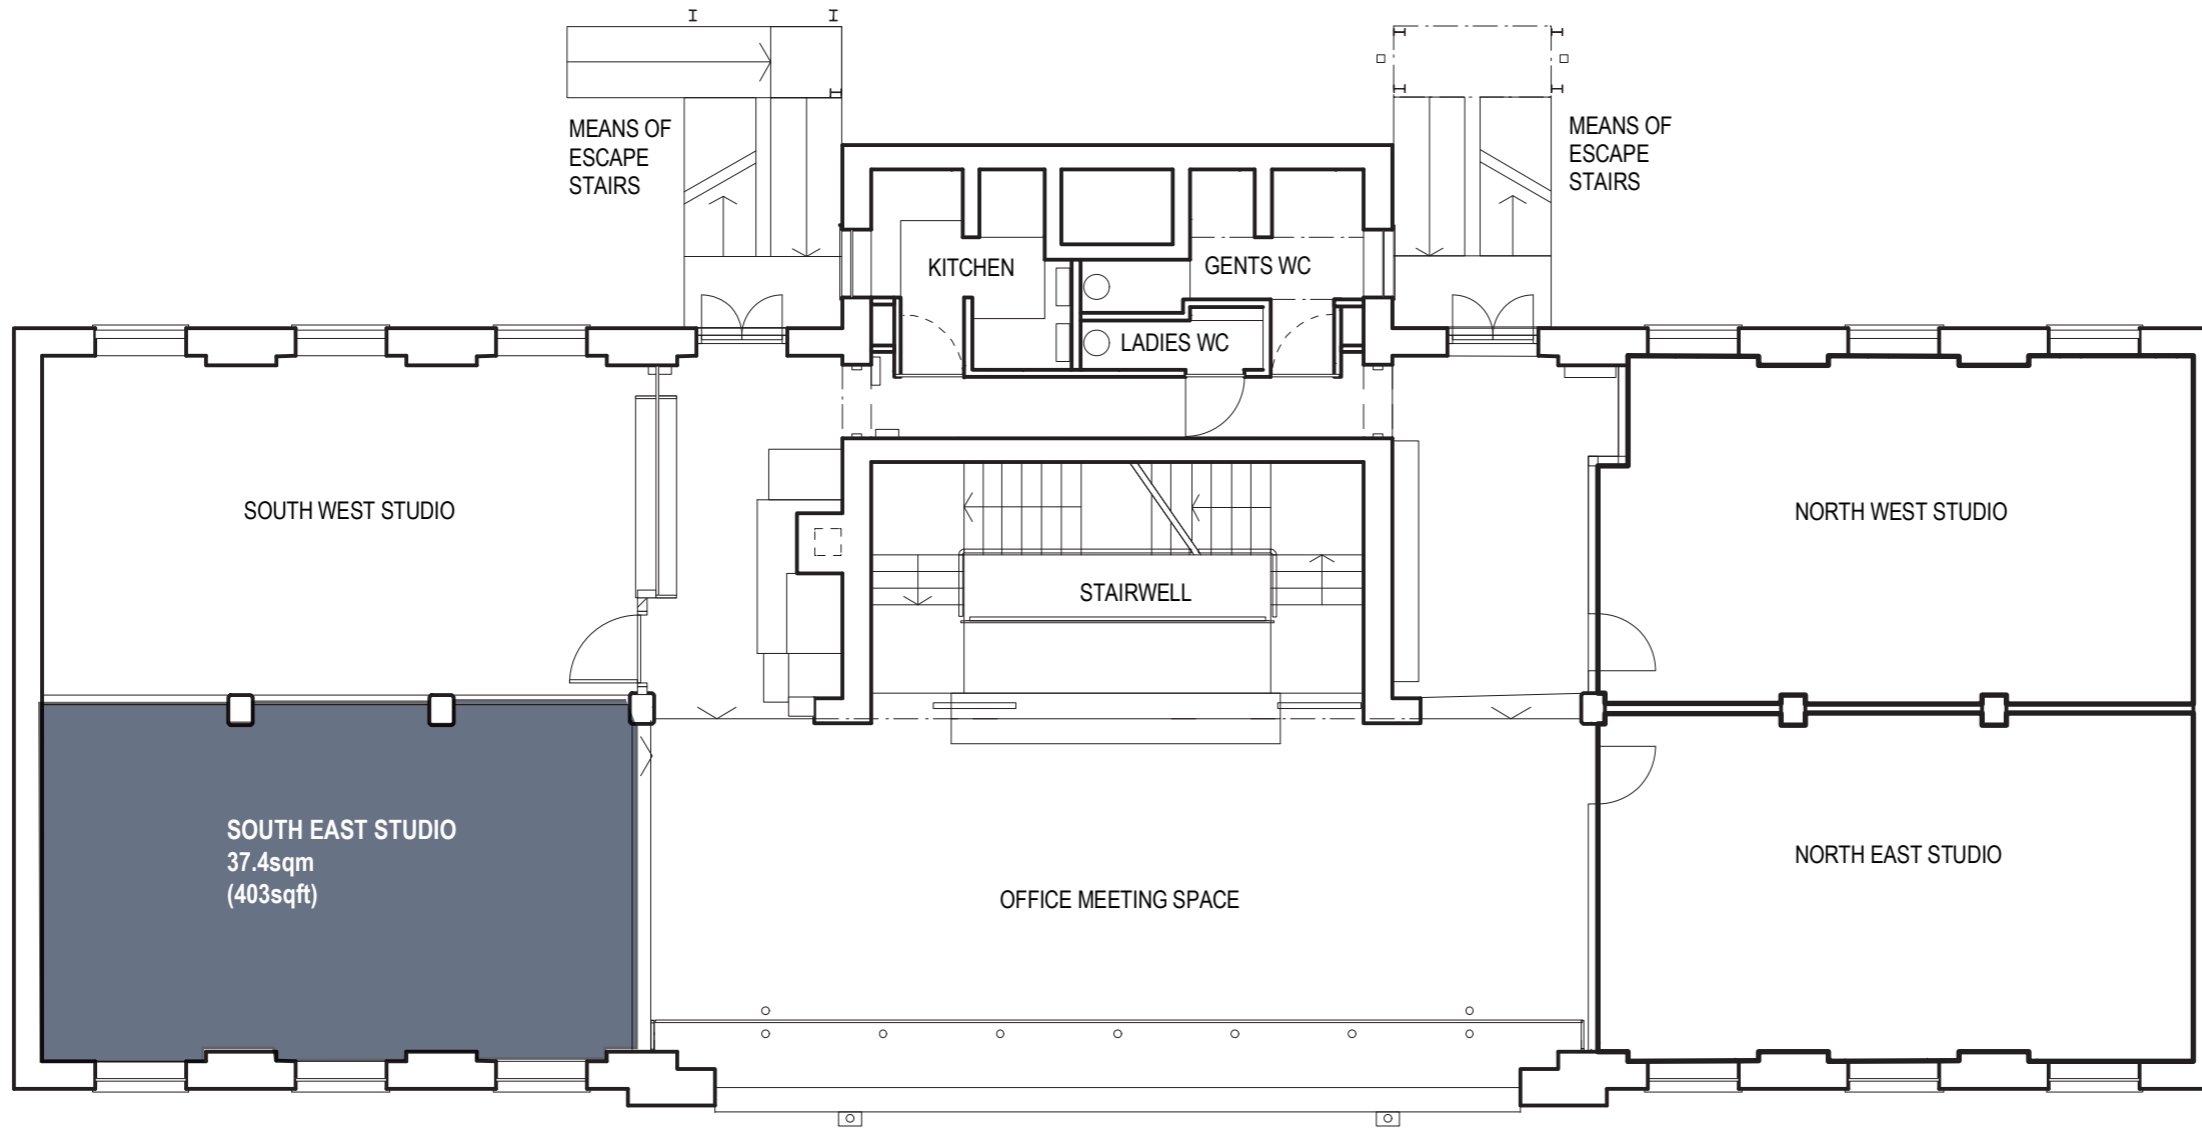 MEANS OF
ESCAPE
STAIRS
MEANS OF
ESCAPE
STAIRS
KITCHEN
GENTS WC
LADIES WC
SOUTH WEST STUDIO
NORTH WEST STUDIO
STAIRWELL
SOUTH EAST STUDIO
37.4sqm
(403sqft)
NORTH EAST STUDIO
OFFICE MEETING SPACE